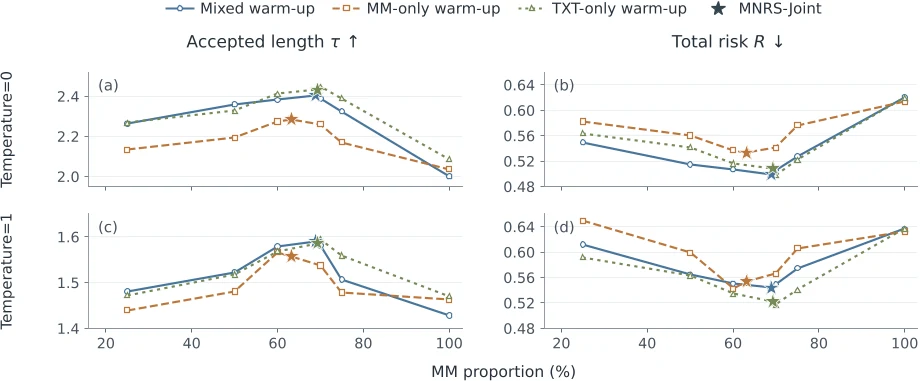 Mixed warm-up MM-only warm-up TXT-only warm-up MNRS-Joint
Accepted length τ ↑
Total risk R ↓
Temperature=0
(a)
2.4
2.2
2.0
(b)
0.64
0.60
0.56
0.52
0.48
Temperature=1
(c)
1.6
1.5
1.4
20 40 60 80 100
(d)
0.64
0.60
0.56
0.52
0.48
20 40 60 80 100
MM proportion (%)